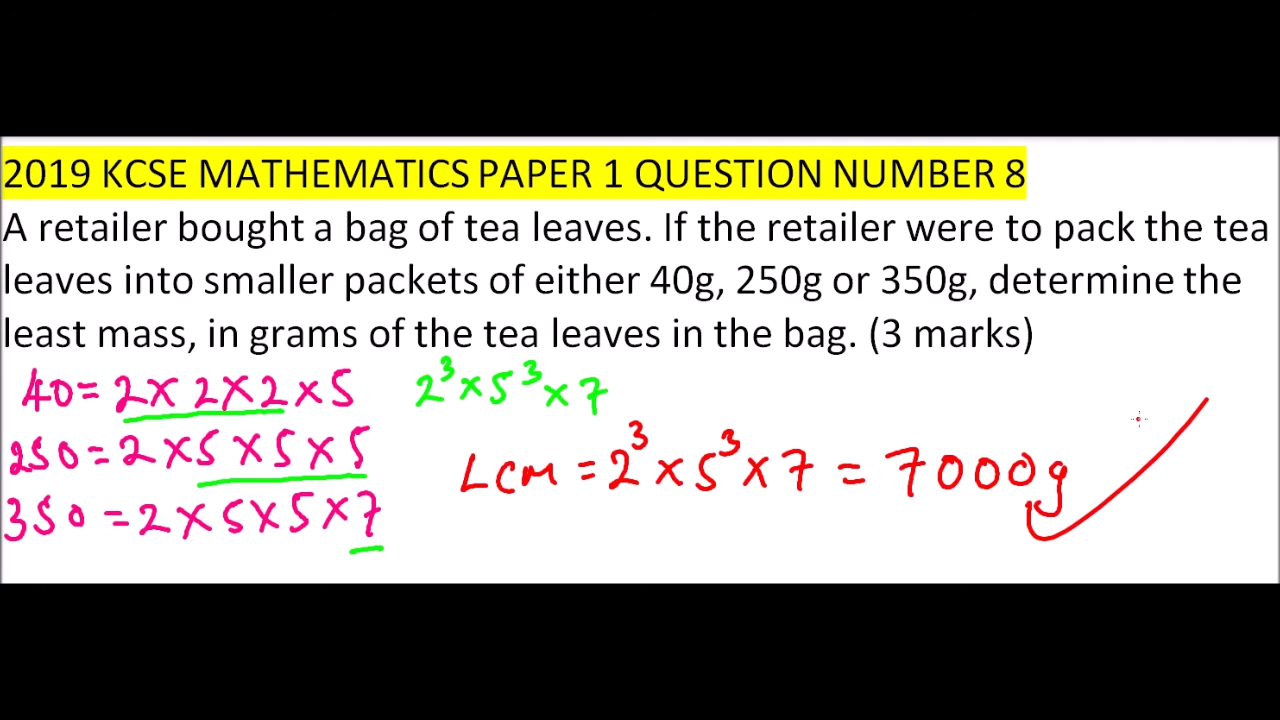 2019 KCSE MATHEMATICS PAPER 1 QUESTION NUMBER 8
A retailer bought a bag of tea leaves. If the retailer were to pack the tea
leaves into smaller packets of either 40g, 250g or 350g, determine the
least mass, in grams of the tea leaves in the bag. (3 marks)
40 = 2 × 2 × 2 × 5
250 = 2 × 5 × 5 × 5
350 = 2 × 5 × 5 × 7
2³ × 5³ × 7
LCM = 2³ × 5³ × 7 = 7000g